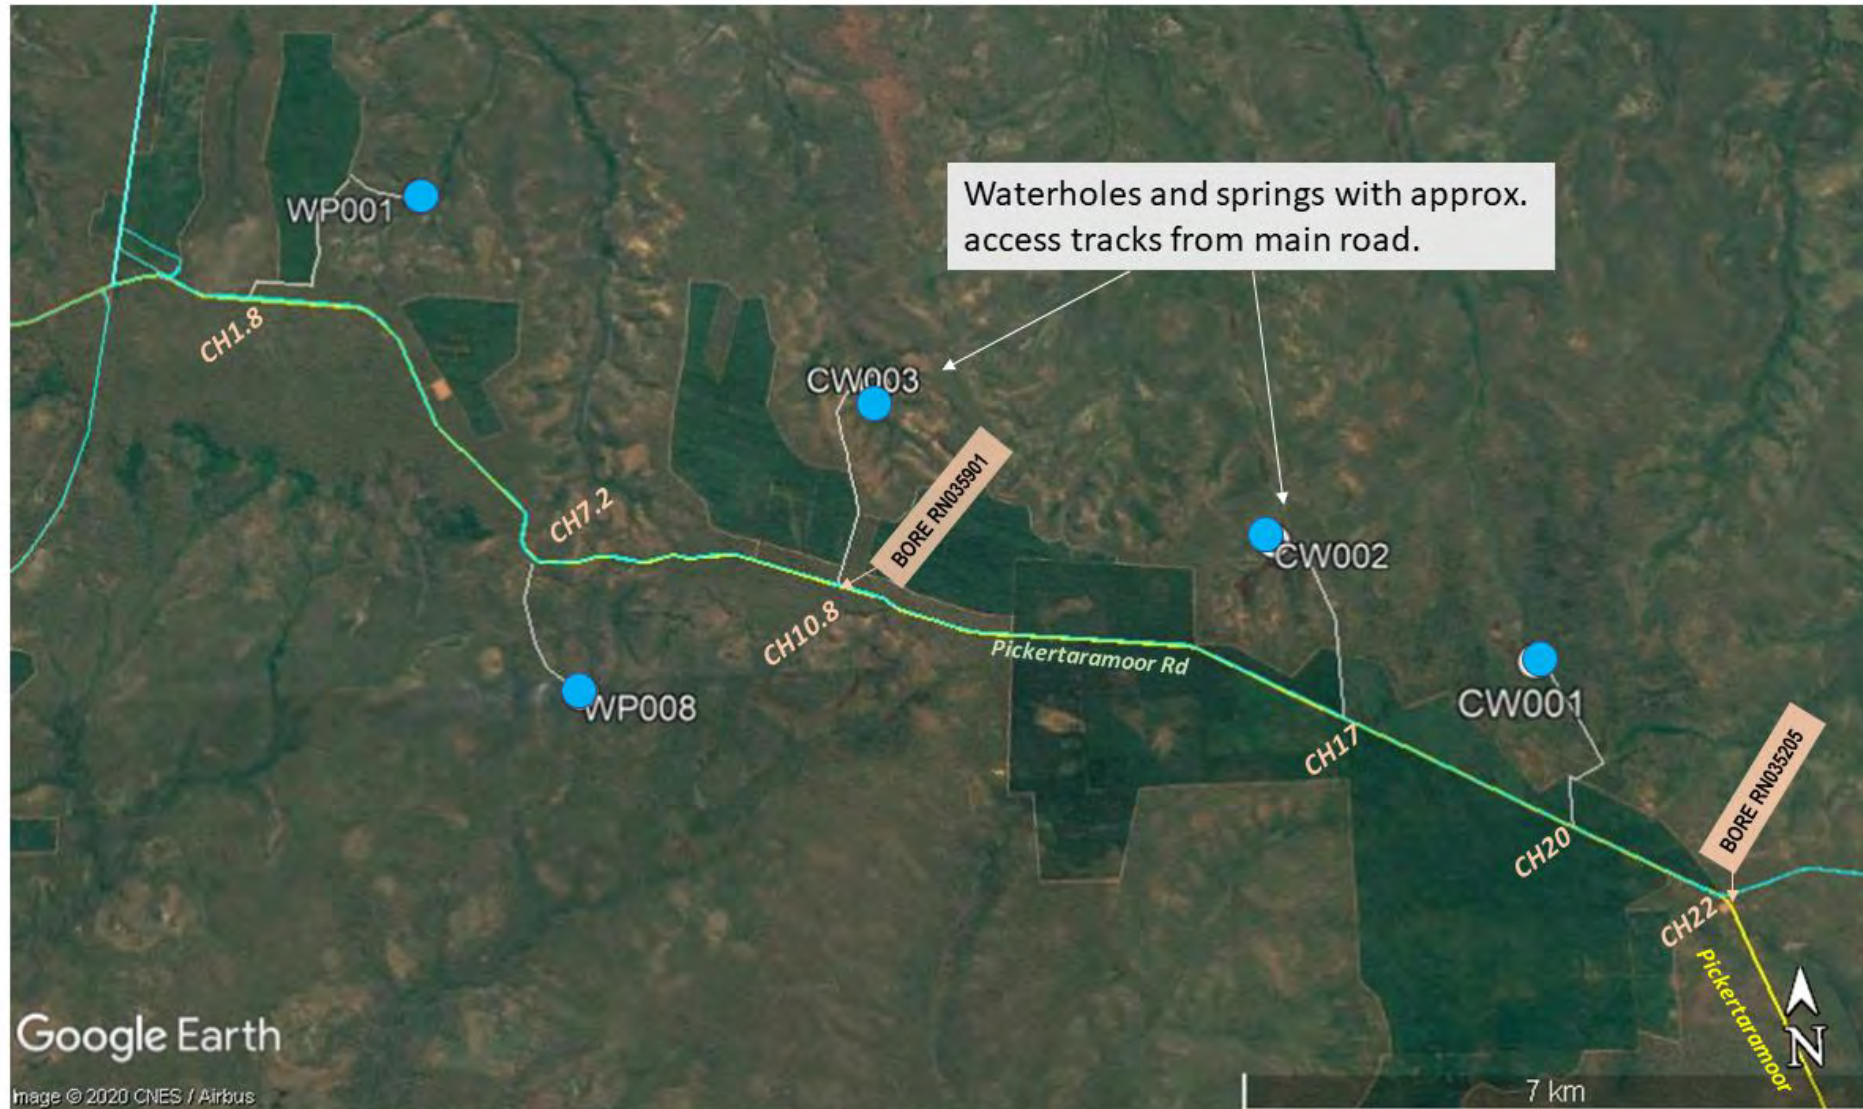 WP001
Waterholes and springs with approx.
access tracks from main road.
CH1.8
CW003
BORE RN035901
CH7.2
CW002
CH10.8
Pickertaramoor Rd
WP008
CW001
CH17
BORE RN035205
CH20
CH22
Pickertaramoor
N
Google Earth
Image © 2020 CNES / Airbus
7 km